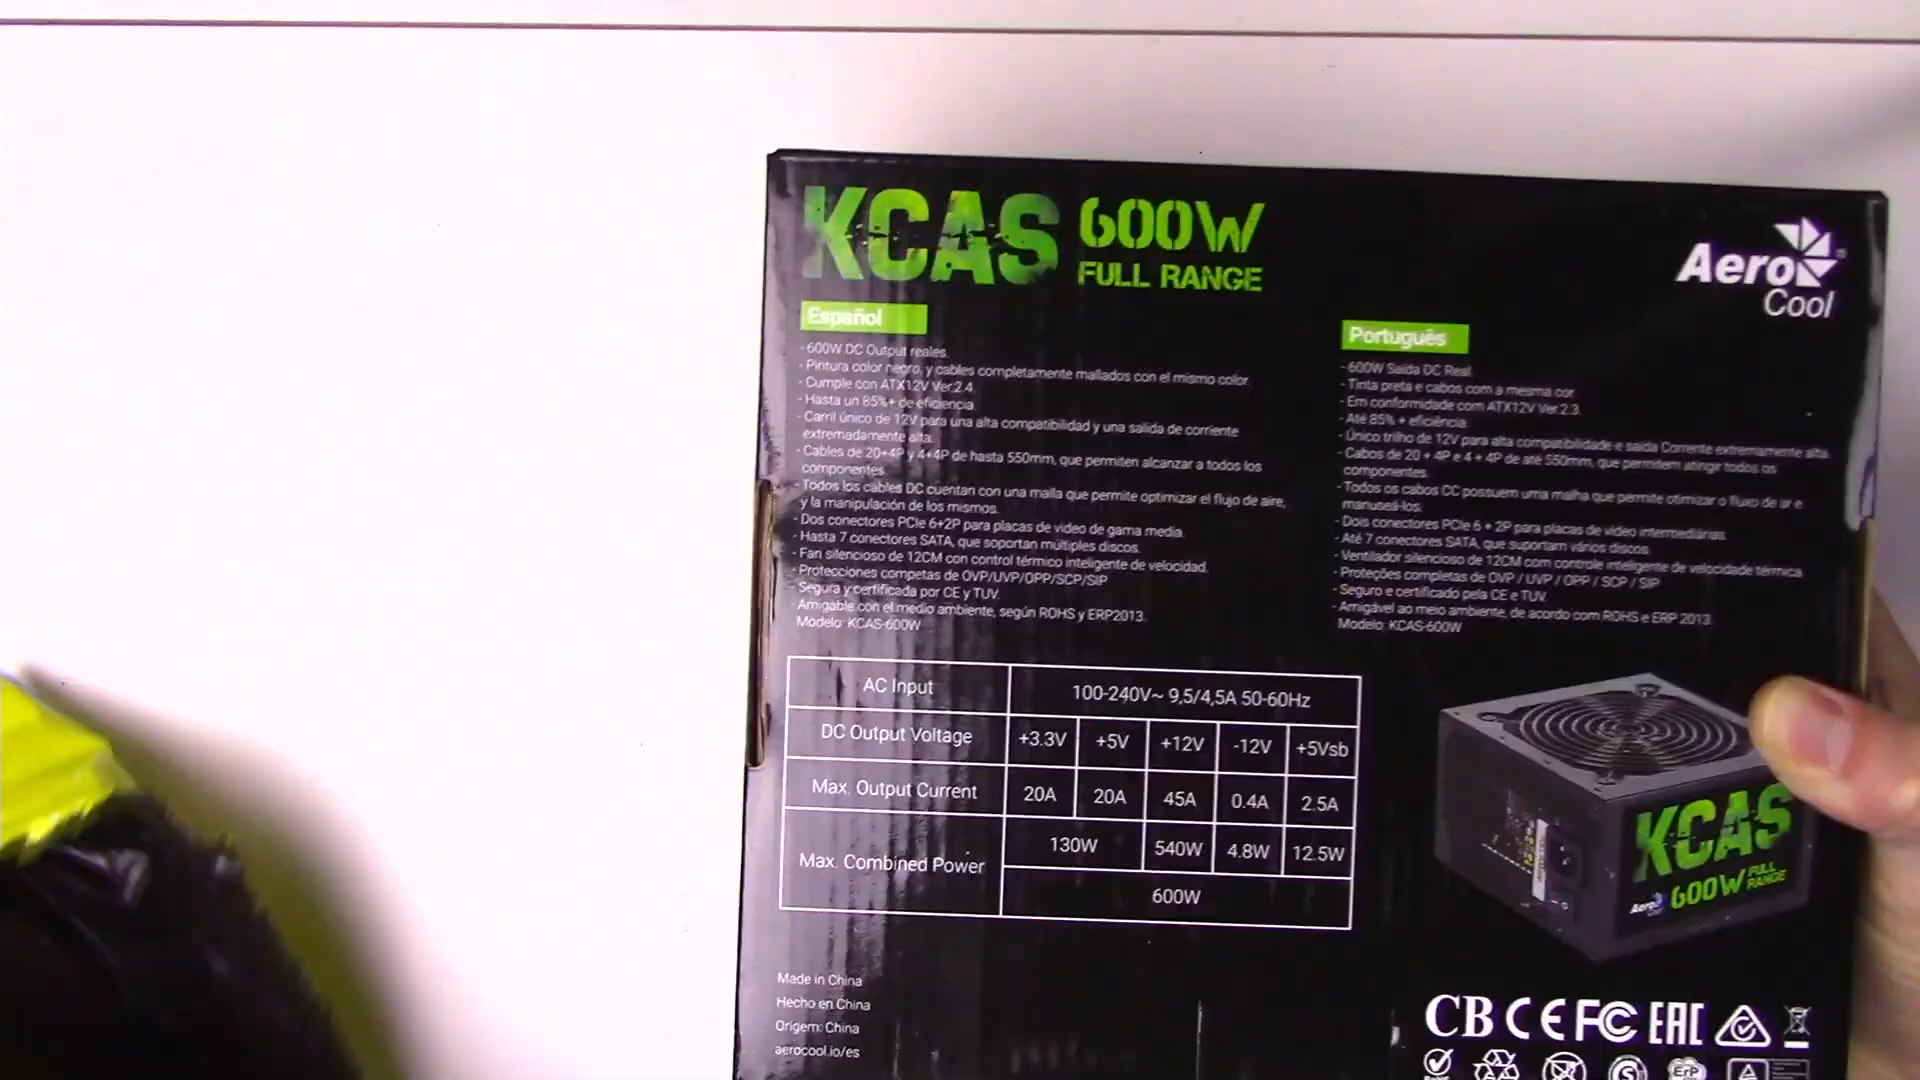 KCAS 600W
FULL RANGE
Aero
Cool
Español
- 600W DC Output reales.
- Pintura color negro, y cables completamente mallados con el mismo color.
- Cumple con ATX12V Ver.2.4.
- Hasta un 85%+ de eficiencia.
- Carril único de 12V para una alta compatibilidad y una salida de corriente
extremadamente alta.
- Cables de 20+4P y 4+4P de hasta 550mm, que permiten alcanzar a todos los
componentes.
- Todos los cables DC cuentan con una malla que permite optimizar el flujo de aire,
y la manipulación de los mismos.
- Dos conectores PCIe 6+2P para placas de video de gama media.
- Hasta 7 conectores SATA, que soportan múltiples discos.
- Fan silencioso de 12CM con control térmico inteligente de velocidad.
- Protecciones competas de OVP/UVP/OPP/SCP/SIP
- Segura y certificada por CE y TUV.
- Amigable con el medio ambiente, según ROHS y ERP2013.
Modelo: KCAS-600W
Português
- 600W Saída DC Real.
- Tinta preta e cabos com a mesma cor.
- Em conformidade com ATX12V Ver.2.3.
- Até 85% + eficiência.
- Único trilho de 12V para alta compatibilidade e saída Corrente extremamente alta.
- Cabos de 20 + 4P e 4 + 4P de até 550mm, que permitem atingir todos os
componentes.
- Todos os cabos CC possuem uma malha que permite otimizar o fluxo de ar e
manuseá-los.
- Dois conectores PCIe 6 + 2P para placas de vídeo intermediárias.
- Até 7 conectores SATA, que suportam vários discos.
- Ventilador silencioso de 12CM com controle inteligente de velocidade térmica.
- Proteções completas de OVP / UVP / OPP / SCP / SIP
- Seguro e certificado pela CE e TUV.
- Amigável ao meio ambiente, de acordo com ROHS e ERP 2013.
Modelo: KCAS-600W
AC Input 100-240V~ 9,5/4,5A 50-60Hz
DC Output Voltage +3.3V +5V +12V -12V +5Vsb
Max. Output Current 20A 20A 45A 0.4A 2.5A
Max. Combined Power 130W 540W 4.8W 12.5W
600W
KCAS
Aero Cool 600W FULL RANGE
Made in China
Hecho en China
Origem: China
aerocool.io/es
CB CE FC EAC
ErP